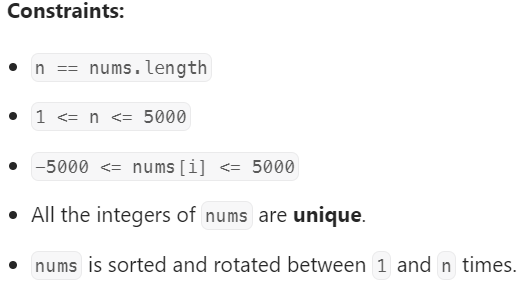 Constraints:
• n == nums.length
• 1 <= n <= 5000
• -5000 <= nums[i] <= 5000
• All the integers of nums are unique.
• nums is sorted and rotated between 1 and n times.